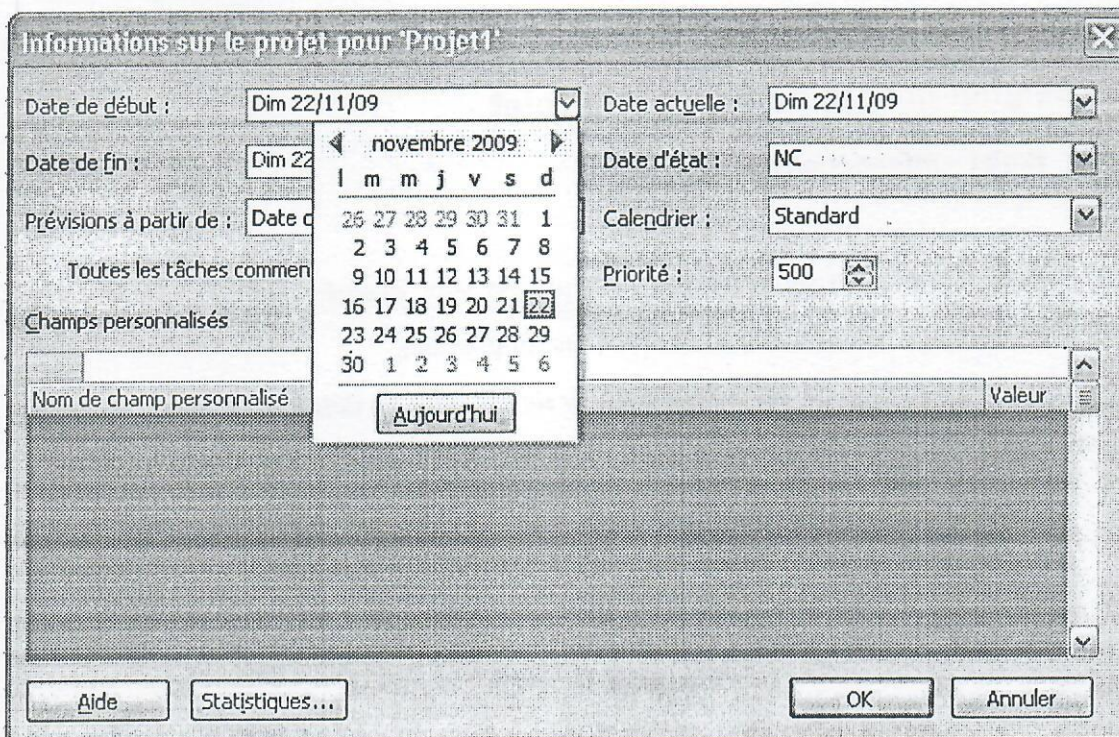 Informations sur le projet pour 'Projet1'
Date de début : Dim 22/11/09 Date actuelle : Dim 22/11/09
Date de fin : Dim 22 Date d'état : NC
Prévisions à partir de : Date d Calendrier : Standard
Toutes les tâches commen Priorité : 500
novembre 2009
l m m j v s d
26 27 28 29 30 31 1
2 3 4 5 6 7 8
9 10 11 12 13 14 15
16 17 18 19 20 21 22
23 24 25 26 27 28 29
30 1 2 3 4 5 6
Aujourd'hui
Champs personnalisés
Nom de champ personnalisé Valeur
Aide Statistiques... OK Annuler